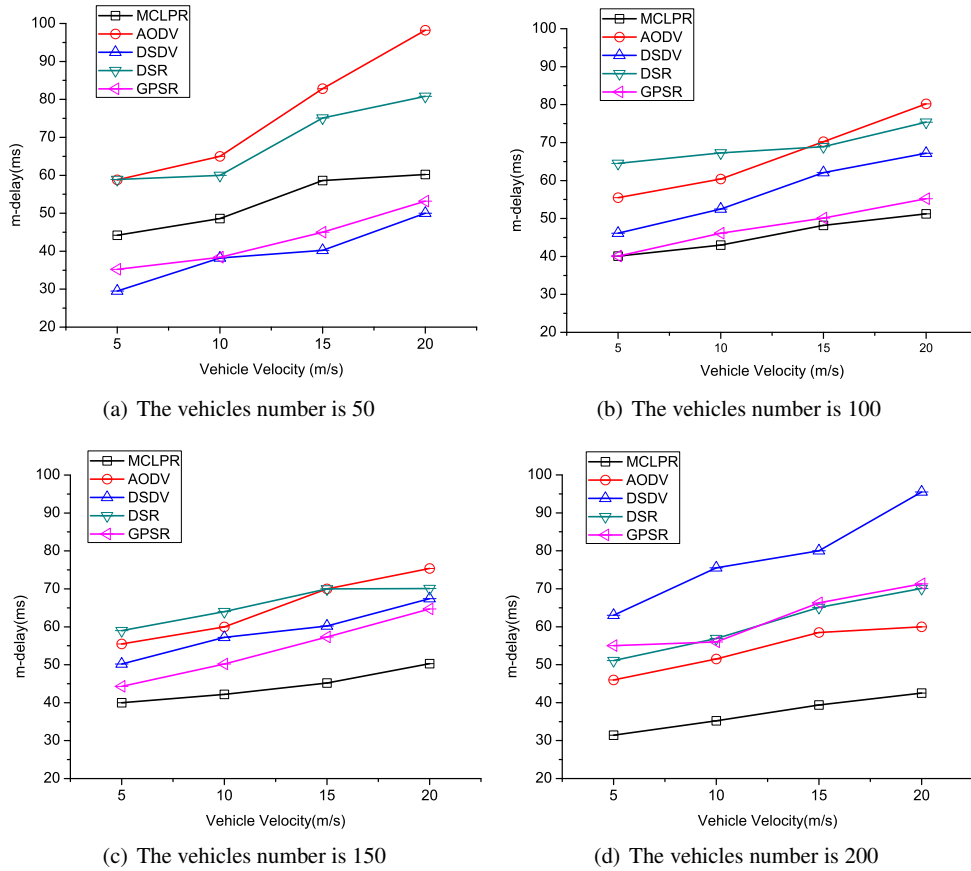 MCLPR
AODV
DSDV
DSR
GPSR
100
90
80
70
60
50
40
30
20
m-delay(ms)
5
10
15
20
Vehicle Velocity (m/s)
(a) The vehicles number is 50
MCLPR
AODV
DSDV
DSR
GPSR
100
90
80
70
60
50
40
30
20
m-delay(ms)
5
10
15
20
Vehicle Velocity(m/s)
(b) The vehicles number is 100
MCLPR
AODV
DSDV
DSR
GPSR
100
90
80
70
60
50
40
30
20
m-delay(ms)
5
10
15
20
Vehicle Velocity(m/s)
(c) The vehicles number is 150
MCLPR
AODV
DSDV
DSR
GPSR
100
90
80
70
60
50
40
30
20
m-delay(ms)
5
10
15
20
Vehicle Velocity(m/s)
(d) The vehicles number is 200